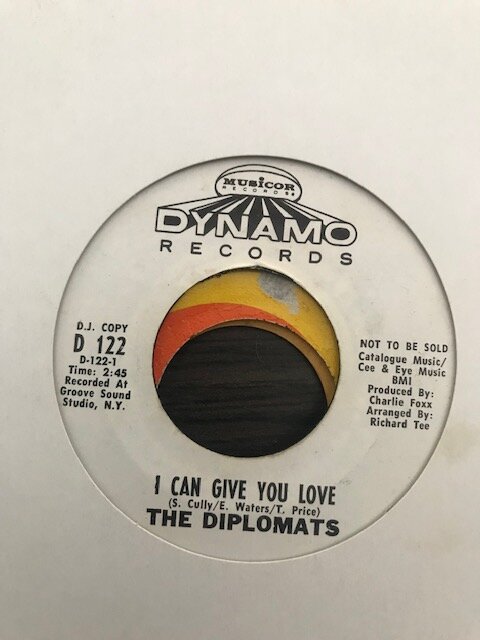 MUSICOR
RECORDS
DYNAMO
RECORDS
D.J. COPY
D 122
D-122-1
Time: 2:45
Recorded At
Groove Sound
Studio, N.Y.
NOT TO BE SOLD
Catalogue Music/
Cee & Eye Music
BMI
Produced By:
Charlie Foxx
Arranged By:
Richard Tee
I CAN GIVE YOU LOVE
(S. Cully/E. Waters/T. Price)
THE DIPLOMATS